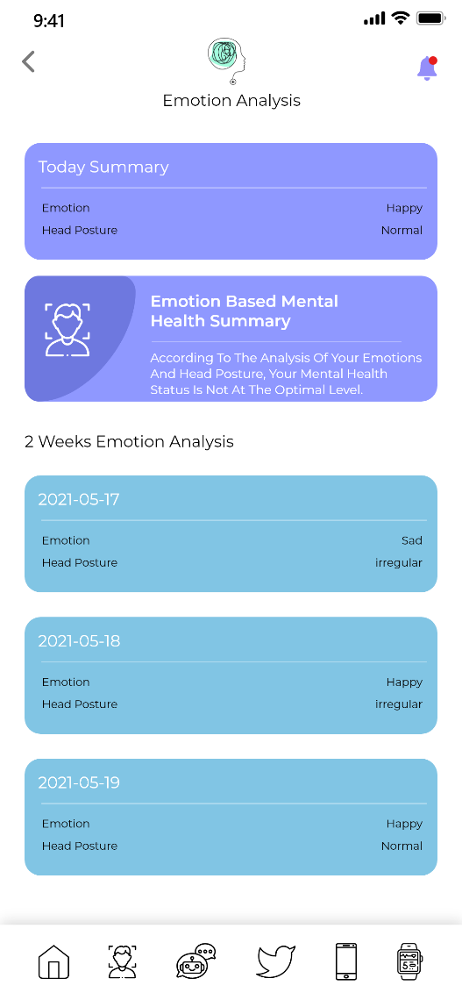 9:41
Emotion Analysis
Today Summary
Emotion Happy
Head Posture Normal
Emotion Based Mental
Health Summary
According To The Analysis Of Your Emotions
And Head Posture, Your Mental Health
Status Is Not At The Optimal Level.
2 Weeks Emotion Analysis
2021-05-17
Emotion Sad
Head Posture irregular
2021-05-18
Emotion Happy
Head Posture irregular
2021-05-19
Emotion Happy
Head Posture Normal